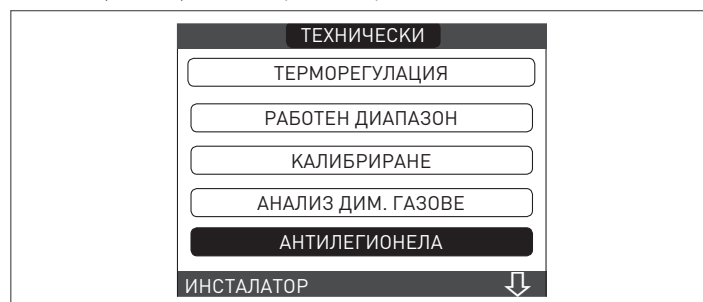 ТЕХНИЧЕСКИ
ТЕРМОРЕГУЛАЦИЯ
РАБОТЕН ДИАПАЗОН
КАЛИБРИРАНЕ
АНАЛИЗ ДИМ. ГАЗОВЕ
АНТИЛЕГИОНЕЛА
ИНСТАЛАТОР